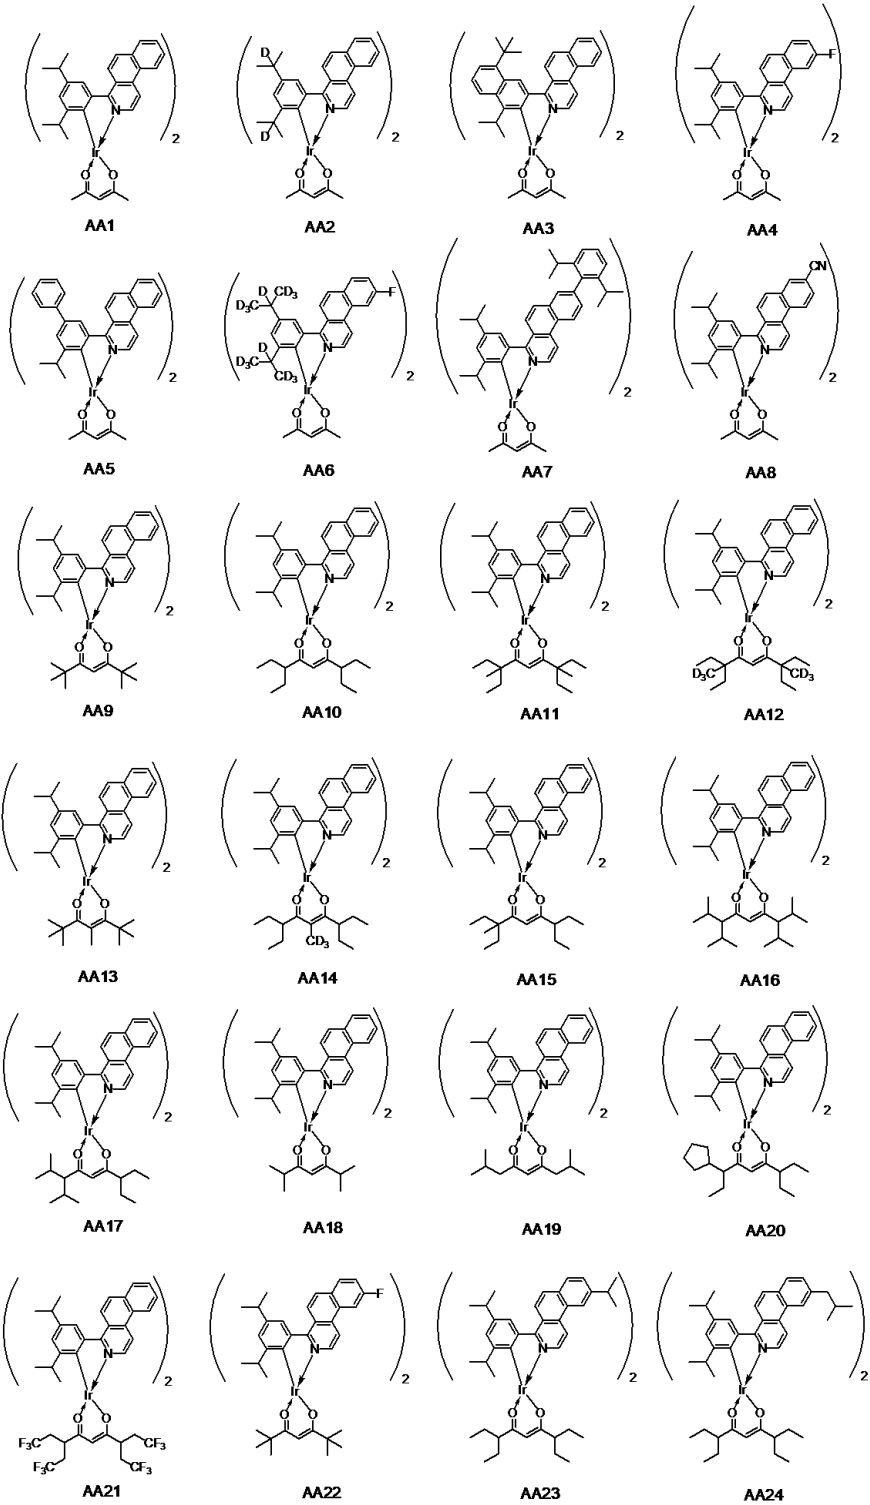 2 2 2 F 2
D
D
N N N N
Ir Ir Ir Ir
O O O O O O O O
AA1 AA2 AA3 AA4
D D₃C CD₃ F CN
D D₃C CD₃
N N N N
2 2 2 2
Ir Ir Ir Ir
O O O O O O O O
AA5 AA6 AA7 AA8
N N N N
2 2 2 2
Ir Ir Ir Ir
O O O O O O O O
D₃C CD₃
AA9 AA10 AA11 AA12
N N N N
2 2 2 2
Ir Ir Ir Ir
O O O O O O O O
CD₃
AA13 AA14 AA15 AA16
N N N N
2 2 2 2
Ir Ir Ir Ir
O O O O O O O O
AA17 AA18 AA19 AA20
F
N N N N
2 2 2 2
Ir Ir Ir Ir
O O O O O O O O
F₃C CF₃
F₃C CF₃
AA21 AA22 AA23 AA24